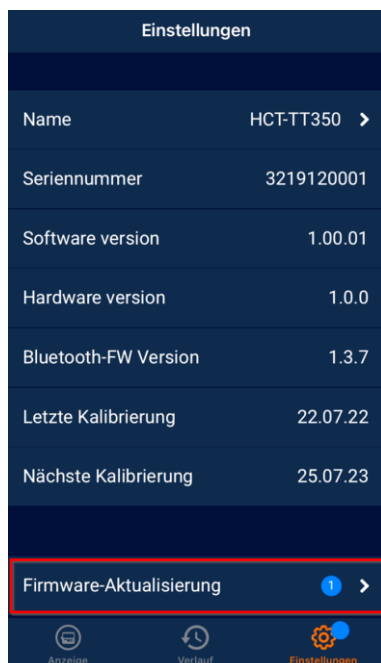 Einstellungen
Name HCT-TT350
Seriennummer 3219120001
Software version 1.00.01
Hardware version 1.0.0
Bluetooth-FW Version 1.3.7
Letzte Kalibrierung 22.07.22
Nächste Kalibrierung 25.07.23
Firmware-Aktualisierung 1
Anzeige Verlauf Einstellungen